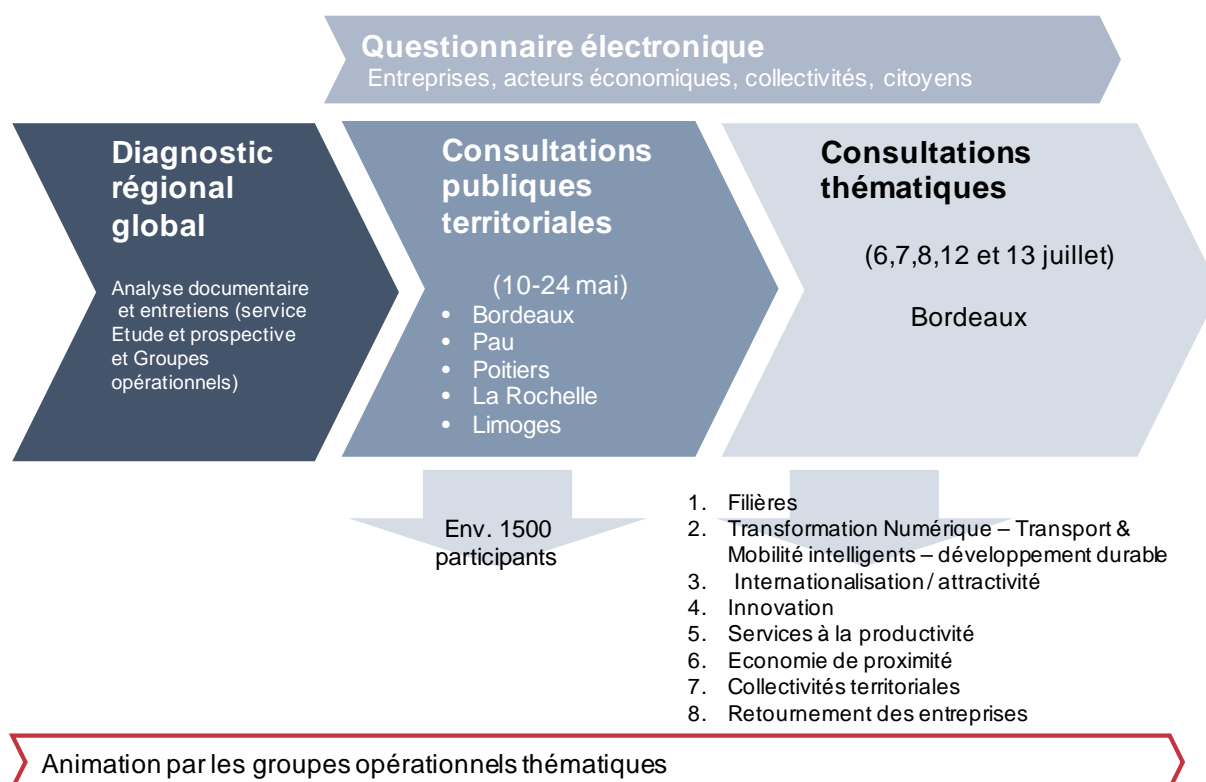 Questionnaire électronique
Entreprises, acteurs économiques, collectivités, citoyens
Diagnostic
régional
global
Analyse documentaire
et entretiens (service
Etude et prospective
et Groupes
opérationnels)
Consultations
publiques
territoriales
(10-24 mai)
• Bordeaux
• Pau
• Poitiers
• La Rochelle
• Limoges
Consultations
thématiques
(6,7,8,12 et 13 juillet)
Bordeaux
Env. 1500
participants
1. Filières
2. Transformation Numérique – Transport &
Mobilité intelligents – développement durable
3. Internationalisation / attractivité
4. Innovation
5. Services à la productivité
6. Economie de proximité
7. Collectivités territoriales
8. Retournement des entreprises
Animation par les groupes opérationnels thématiques